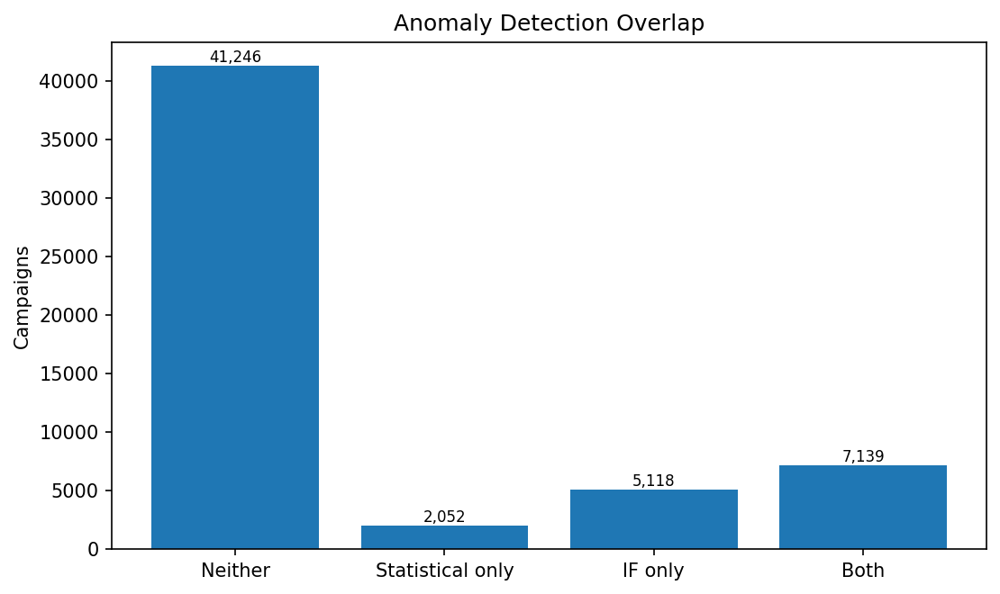 Anomaly Detection Overlap
Campaigns
40000
35000
30000
25000
20000
15000
10000
5000
0
41,246
2,052
5,118
7,139
Neither
Statistical only
IF only
Both